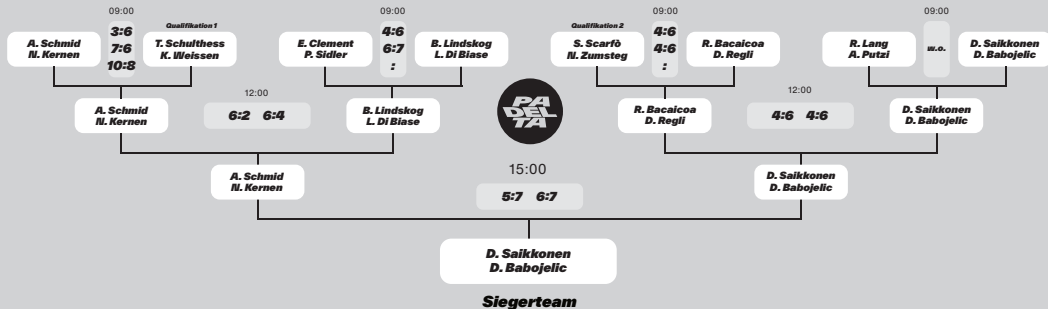 09:00
09:00
09:00
09:00
Qualifikation 1
Qualifikation 2
A. Schmid
N. Kernen
3:6
7:6
10:8
T. Schulthess
K. Weissen
E. Clement
P. Sidler
4:6
6:7
:
B. Lindskog
L. Di Biase
S. Scarfò
N. Zumsteg
4:6
4:6
:
R. Bacaicoa
D. Regli
R. Lang
A. Putzi
w.o.
D. Saikkonen
D. Babojelic
A. Schmid
N. Kernen
12:00
6:2 6:4
B. Lindskog
L. Di Biase
PA
DEL
TA
R. Bacaicoa
D. Regli
12:00
4:6 4:6
D. Saikkonen
D. Babojelic
A. Schmid
N. Kernen
15:00
5:7 6:7
D. Saikkonen
D. Babojelic
D. Saikkonen
D. Babojelic
Siegerteam